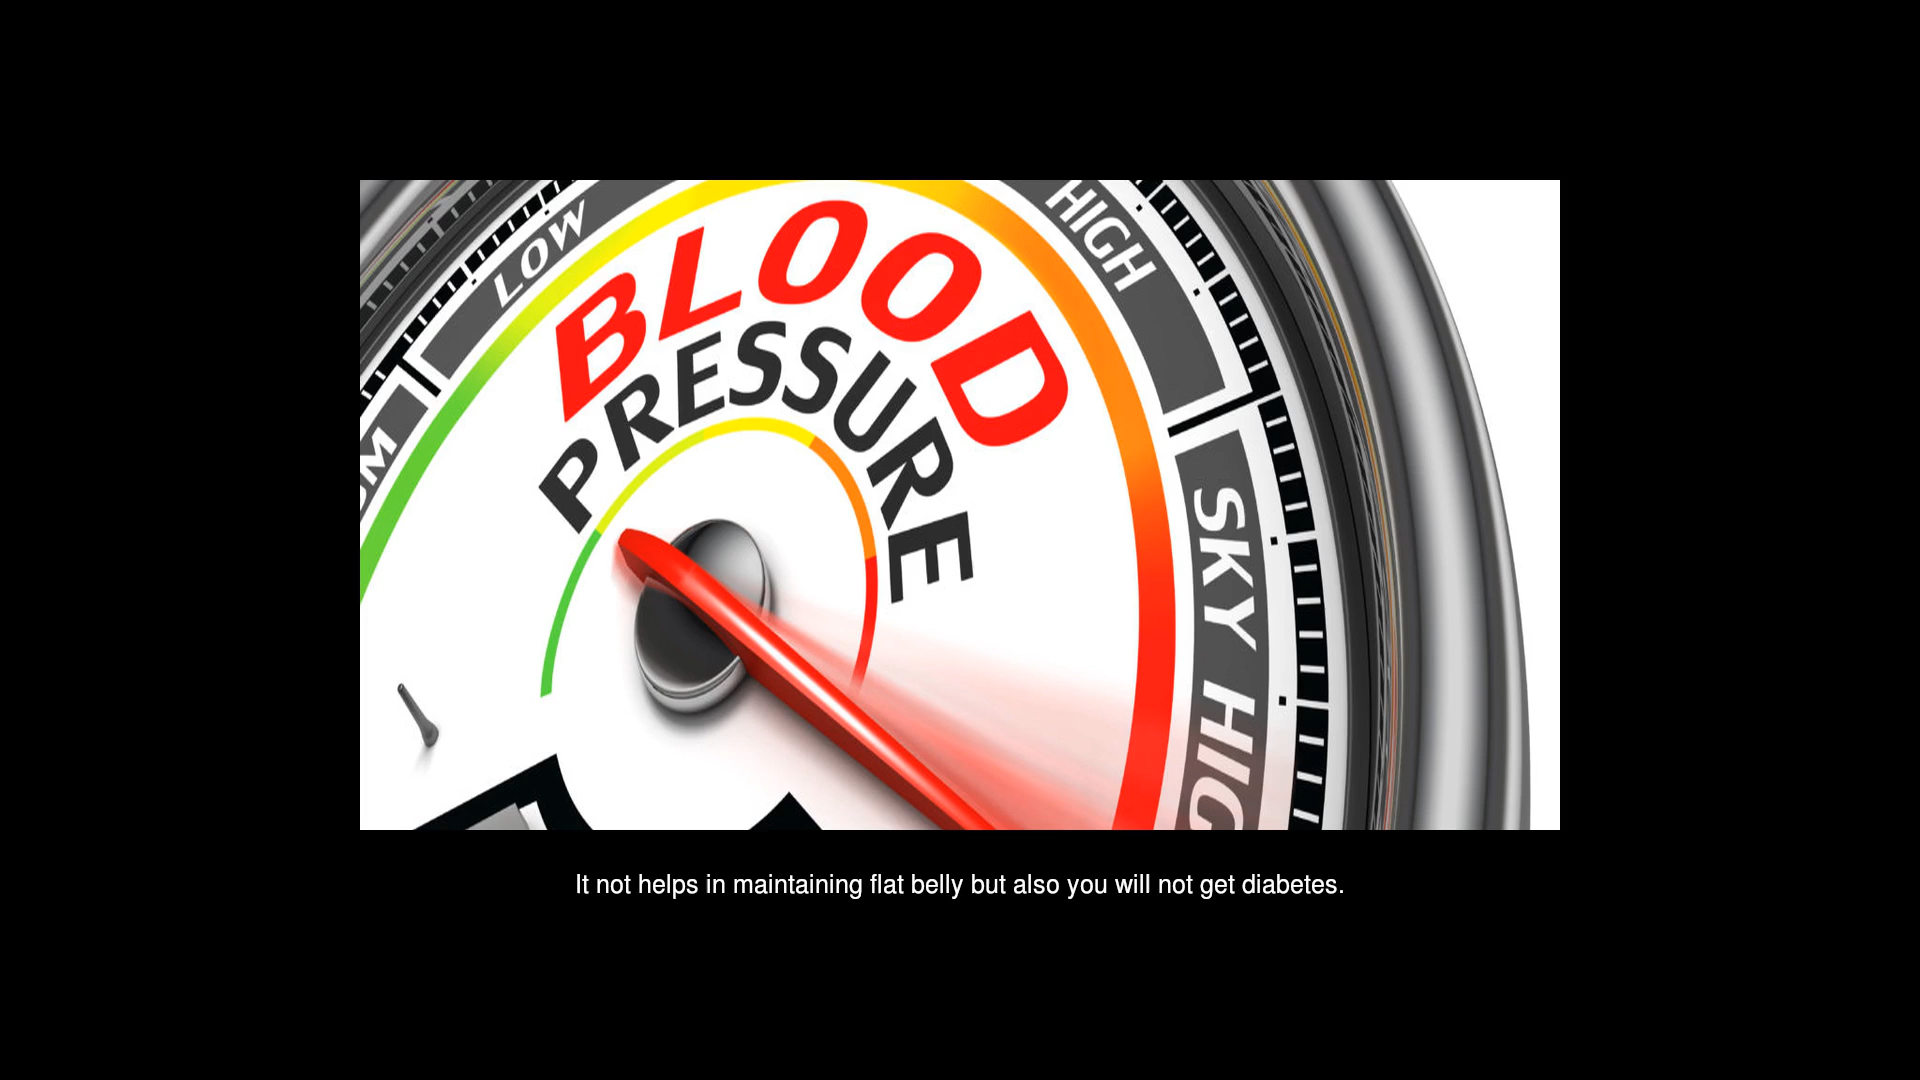 LOW
HIGH
BLOOD
PRESSURE
UM
SKY HIG
It not helps in maintaining flat belly but also you will not get diabetes.